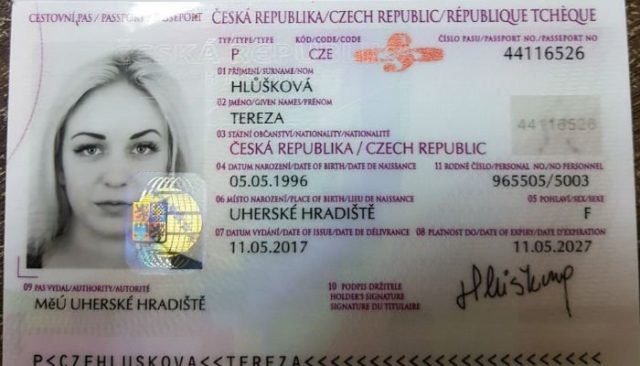 CESTOVNÍ PAS / PASSPORT / PASSEPORT ČESKÁ REPUBLIKA/CZECH REPUBLIC/RÉPUBLIQUE TCHÈQUE
TYP/TYPE/TYPE KÓD/CODE/CODE ČÍSLO PASU/PASSPORT NO./PASSEPORT NO
P CZE 44116526
01 PŘÍJMENÍ/SURNAME/NOM
HLŮŠKOVÁ
02 JMÉNO/GIVEN NAMES/PRÉNOM
TEREZA
44116526
03 STÁTNÍ OBČANSTVÍ/NATIONALITY/NATIONALITÉ
ČESKÁ REPUBLIKA / CZECH REPUBLIC
04 DATUM NAROZENÍ/DATE OF BIRTH/DATE DE NAISSANCE 11 RODNÉ ČÍSLO/PERSONAL NO./NO PERSONNEL
05.05.1996 965505/5003
06 MÍSTO NAROZENÍ/PLACE OF BIRTH/LIEU DE NAISSANCE 05 POHLAVÍ/SEX/SEXE
UHERSKÉ HRADIŠTĚ F
07 DATUM VYDÁNÍ/DATE OF ISSUE/DATE DE DÉLIVRANCE 08 PLATNOST DO/DATE OF EXPIRY/DATE D'EXPIRATION
11.05.2017 11.05.2027
09 PAS VYDAL/AUTHORITY/AUTORITÉ
MěÚ UHERSKÉ HRADIŠTĚ
10 PODPIS DRŽITELE
HOLDER'S SIGNATURE
SIGNATURE DU TITULAIRE
Hlůšková
P<CZEHLUSKOVA<<TEREZA<<<<<<<<<<<<<<<<<<<<<<